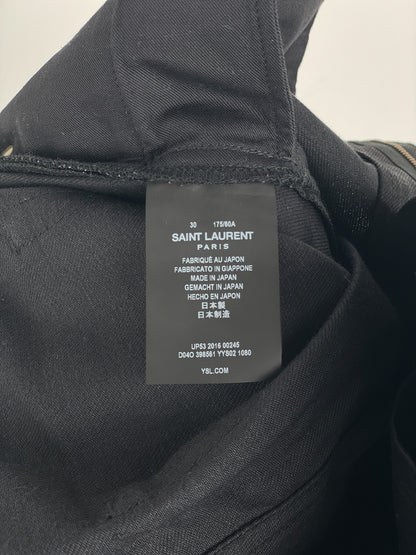 30 175/80A
SAINT LAURENT
PARIS
FABRIQUÉ AU JAPON
FABBRICATO IN GIAPPONE
MADE IN JAPAN
GEMACHT IN JAPAN
HECHO EN JAPON
日本製
日本制造
UP53 2016 00245
D04O 398561 YYS02 1080
YSL.COM